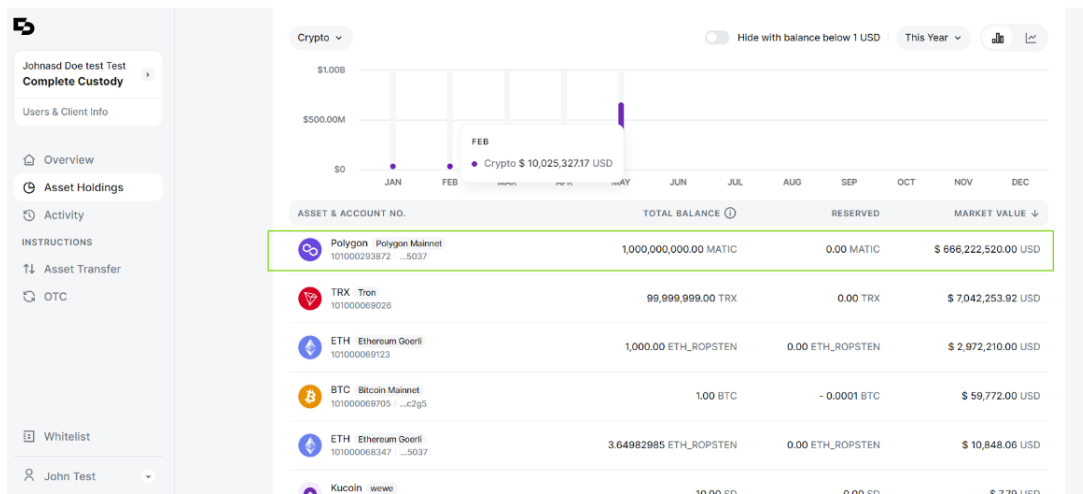 Johnasd Doe test Test
Complete Custody
Users & Client Info
Overview
Asset Holdings
Activity
INSTRUCTIONS
Asset Transfer
OTC
Whitelist
John Test
Crypto
Hide with balance below 1 USD
This Year
$1.00B
$500.00M
$0
FEB
Crypto $ 10,025,327.17 USD
JAN FEB MAR APR MAY JUN JUL AUG SEP OCT NOV DEC
ASSET & ACCOUNT NO. TOTAL BALANCE RESERVED MARKET VALUE
Polygon Polygon Mainnet
101000293872 ...5037
1,000,000,000.00 MATIC 0.00 MATIC $ 666,222,520.00 USD
TRX Tron
101000069026
99,999,999.00 TRX 0.00 TRX $ 7,042,253.92 USD
ETH Ethereum Goerli
101000069123
1,000.00 ETH_ROPSTEN 0.00 ETH_ROPSTEN $ 2,972,210.00 USD
BTC Bitcoin Mainnet
101000069705 ...c2g5
1.00 BTC - 0.0001 BTC $ 59,772.00 USD
ETH Ethereum Goerli
101000068347 ...5037
3.64982985 ETH_ROPSTEN 0.00 ETH_ROPSTEN $ 10,848.06 USD
Kucoin wewe